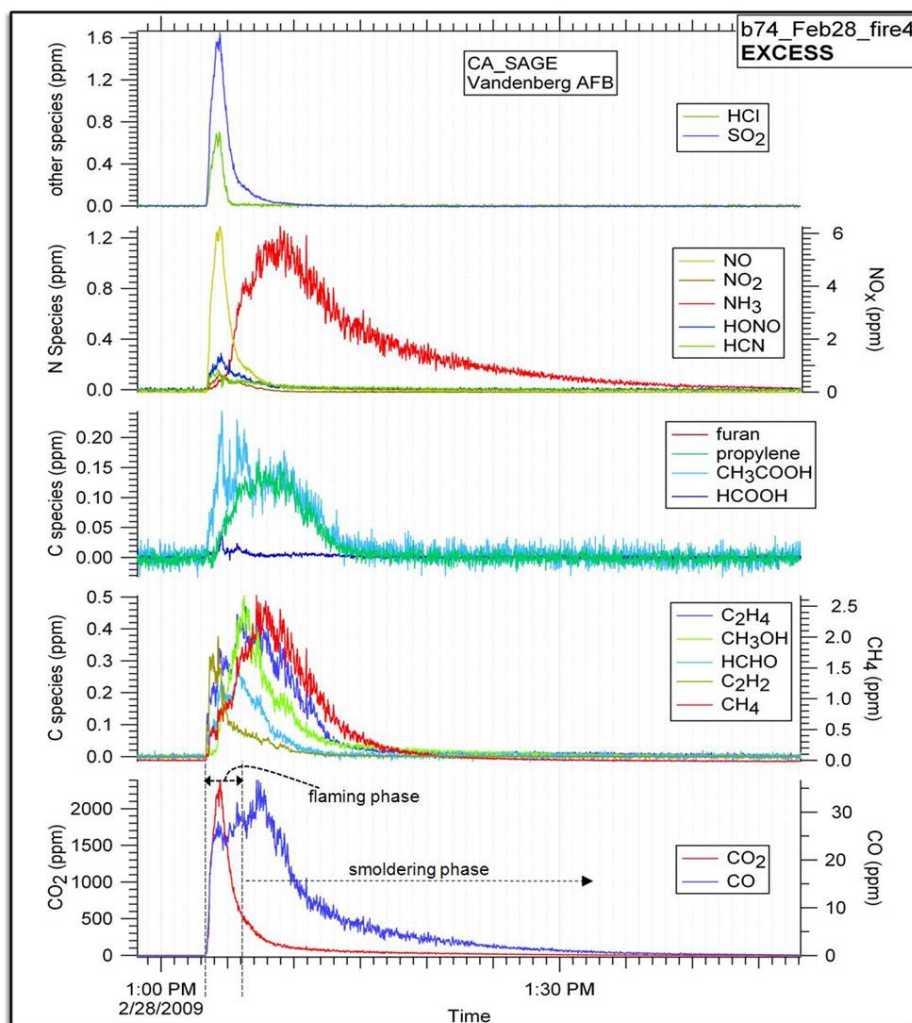 b74_Feb28_fire4
EXCESS
CA_SAGE
Vandenberg AFB
other species (ppm)
1.6
1.2
0.8
0.4
0.0
HCl
SO2
N Species (ppm)
1.2
0.8
0.4
0.0
NO
NO2
NH3
HONO
HCN
6
4
2
0
NOx (ppm)
C species (ppm)
0.20
0.15
0.10
0.05
0.00
furan
propylene
CH3COOH
HCOOH
C species (ppm)
0.5
0.4
0.3
0.2
0.1
0.0
C2H4
CH3OH
HCHO
C2H2
CH4
2.5
2.0
1.5
1.0
0.5
0.0
CH4 (ppm)
CO2 (ppm)
2000
1500
1000
500
0
flaming phase
smoldering phase
CO2
CO
30
20
10
0
CO (ppm)
1:00 PM
2/28/2009
1:30 PM
Time